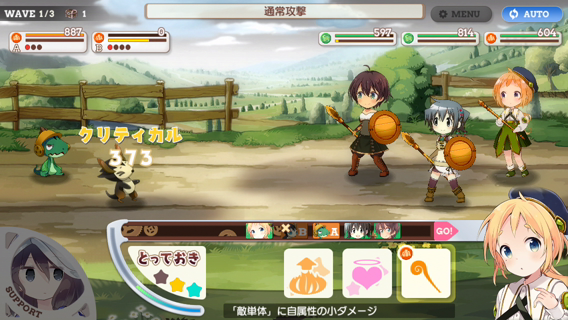 WAVE 1/3 1
通常攻撃
MENU
AUTO
887
A
0
B
597
814
604
クリティカル
373
B
A
GO!
とっておき
SUPPORT
「敵単体」に自属性の小ダメージ